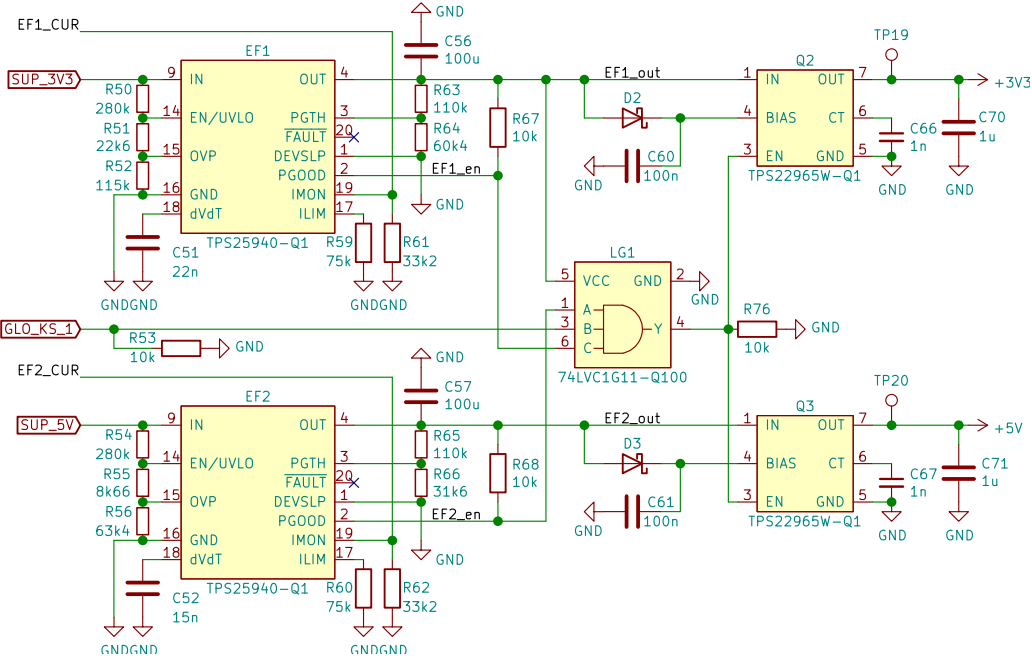 EF1_CUR
GND
C56
100u
EF1
SUP_3V3
9 IN
OUT 4
R50
280k
14 EN/UVLO
PGTH 3
R51
22k6
FAULT 20
15 OVP
DEVSLP 1
R52
115k
PGOOD 2
16 GND
IMON 19
18 dVdT
ILIM 17
TPS25940-Q1
R63
110k
R64
60k4
EF1_en
GND
C51
22n
R59
75k
R61
33k2
GNDGND
GNDGND
R67
10k
EF1_out
D2
C60
100n
GND
Q2
1 IN
OUT 7
4 BIAS
CT 6
3 EN
GND 5
TPS22965W-Q1
TP19
+3V3
C66
1n
C70
1u
GND
GND
LG1
5 VCC
GND 2
GND
1 A
3 B
6 C
Y 4
74LVC1G11-Q100
R76
10k
GND
GLO_KS_1
R53
10k
GND
EF2_CUR
GND
C57
100u
EF2
SUP_5V
9 IN
OUT 4
R54
280k
14 EN/UVLO
PGTH 3
R55
8k66
FAULT 20
15 OVP
DEVSLP 1
R56
63k4
PGOOD 2
16 GND
IMON 19
18 dVdT
ILIM 17
TPS25940-Q1
R65
110k
R66
31k6
EF2_en
GND
C52
15n
R60
75k
R62
33k2
GNDGND
GNDGND
R68
10k
EF2_out
D3
C61
100n
GND
Q3
1 IN
OUT 7
4 BIAS
CT 6
3 EN
GND 5
TPS22965W-Q1
TP20
+5V
C67
1n
C71
1u
GND
GND